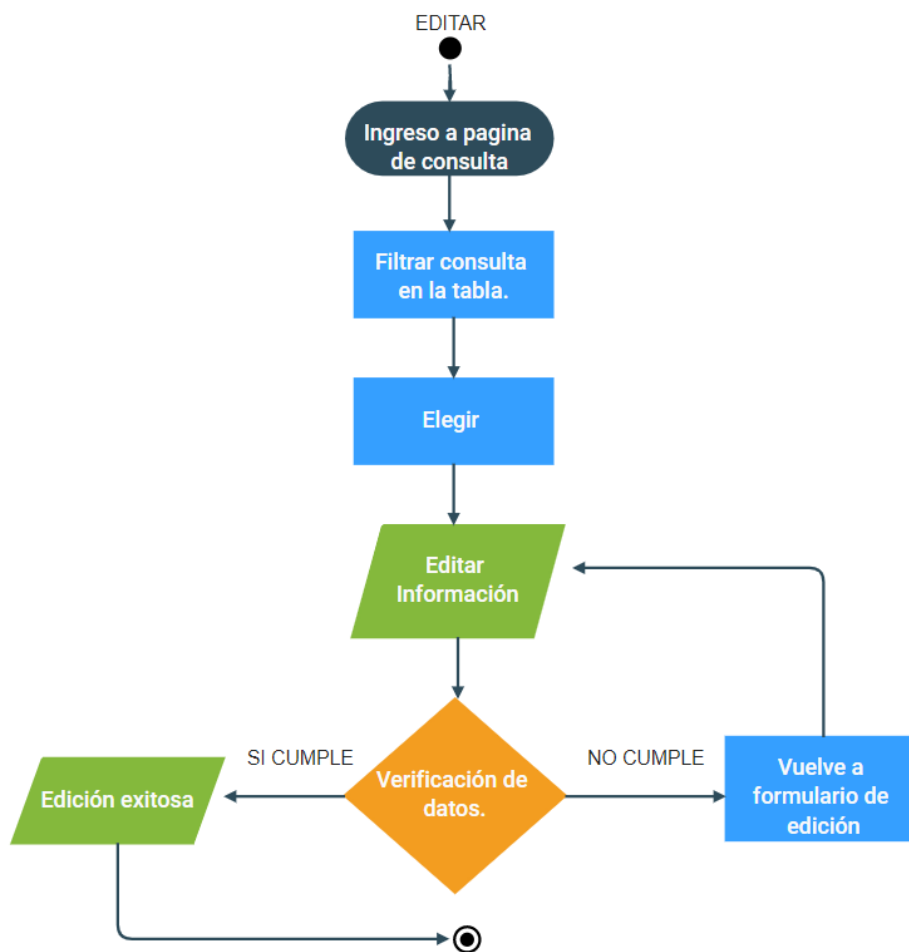 EDITAR
Ingreso a pagina
de consulta
Filtrar consulta
en la tabla.
Elegir
Editar
Información
SI CUMPLE
NO CUMPLE
Verificación de
datos.
Edición exitosa
Vuelve a
formulario de
edición